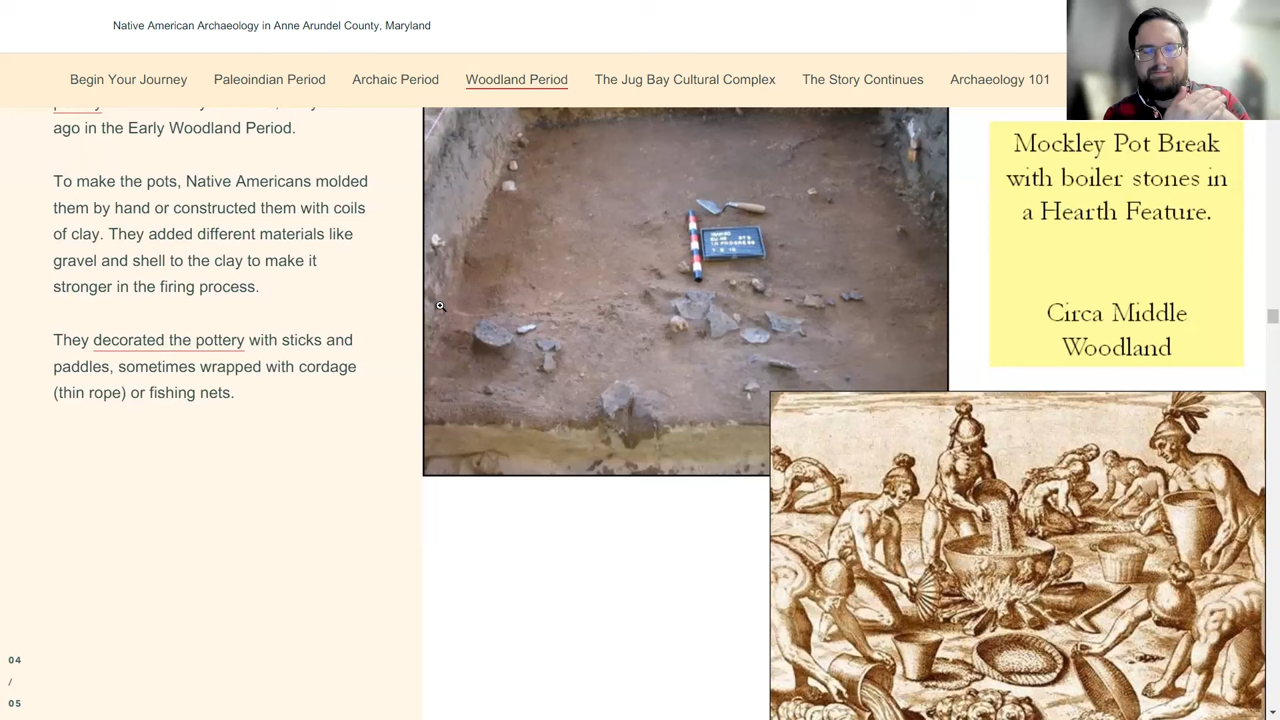 Native American Archaeology in Anne Arundel County, Maryland
Begin Your Journey Paleoindian Period Archaic Period Woodland Period The Jug Bay Cultural Complex The Story Continues Archaeology 101
ago in the Early Woodland Period.
To make the pots, Native Americans molded
them by hand or constructed them with coils
of clay. They added different materials like
gravel and shell to the clay to make it
stronger in the firing process.
They decorated the pottery with sticks and
paddles, sometimes wrapped with cordage
(thin rope) or fishing nets.
Mockley Pot Break
with boiler stones in
a Hearth Feature.
Circa Middle
Woodland
04
/
05